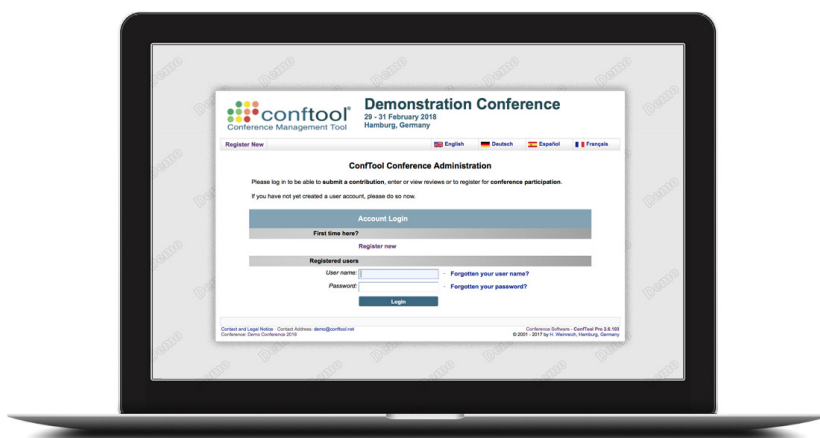 conftool®
Conference Management Tool
Demonstration Conference
29 - 31 February 2018
Hamburg, Germany
Register New
English Deutsch Español Français
ConfTool Conference Administration
Please log in to be able to submit a contribution, enter or view reviews or to register for conference participation.
If you have not yet created a user account, please do so now.
Account Login
First time here?
Register new
Registered users
User name: - Forgotten your user name?
Password: - Forgotten your password?
Login
Contact and Legal Notice · Contact Address: demo@conftool.net
Conference: Demo Conference 2018
Conference Software - ConfTool Pro 2.6.103
© 2001 - 2017 by H. Weinreich, Hamburg, Germany
Demo